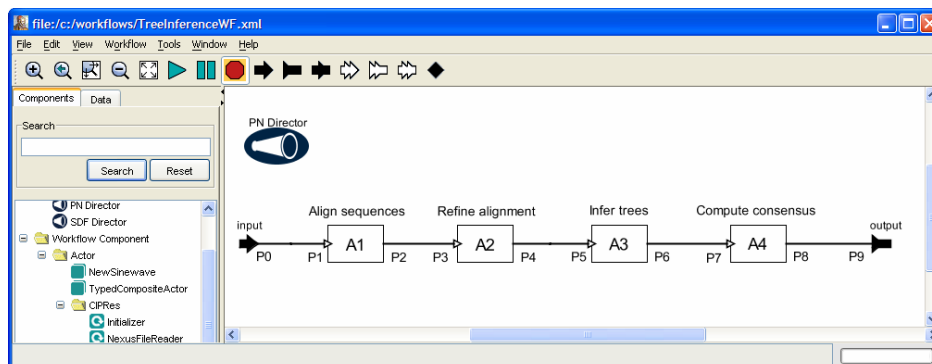 file:/c:/workflows/TreeInferenceWF.xml
File Edit View Workflow Tools Window Help
Components Data
Search
Search Reset
PN Director
SDF Director
Workflow Component
Actor
NewSinewave
TypedCompositeActor
CIPRes
Initializer
NexusFileReader
PN Director
Align sequences Refine alignment Infer trees Compute consensus
input output
A1 A2 A3 A4
P0 P1 P2 P3 P4 P5 P6 P7 P8 P9